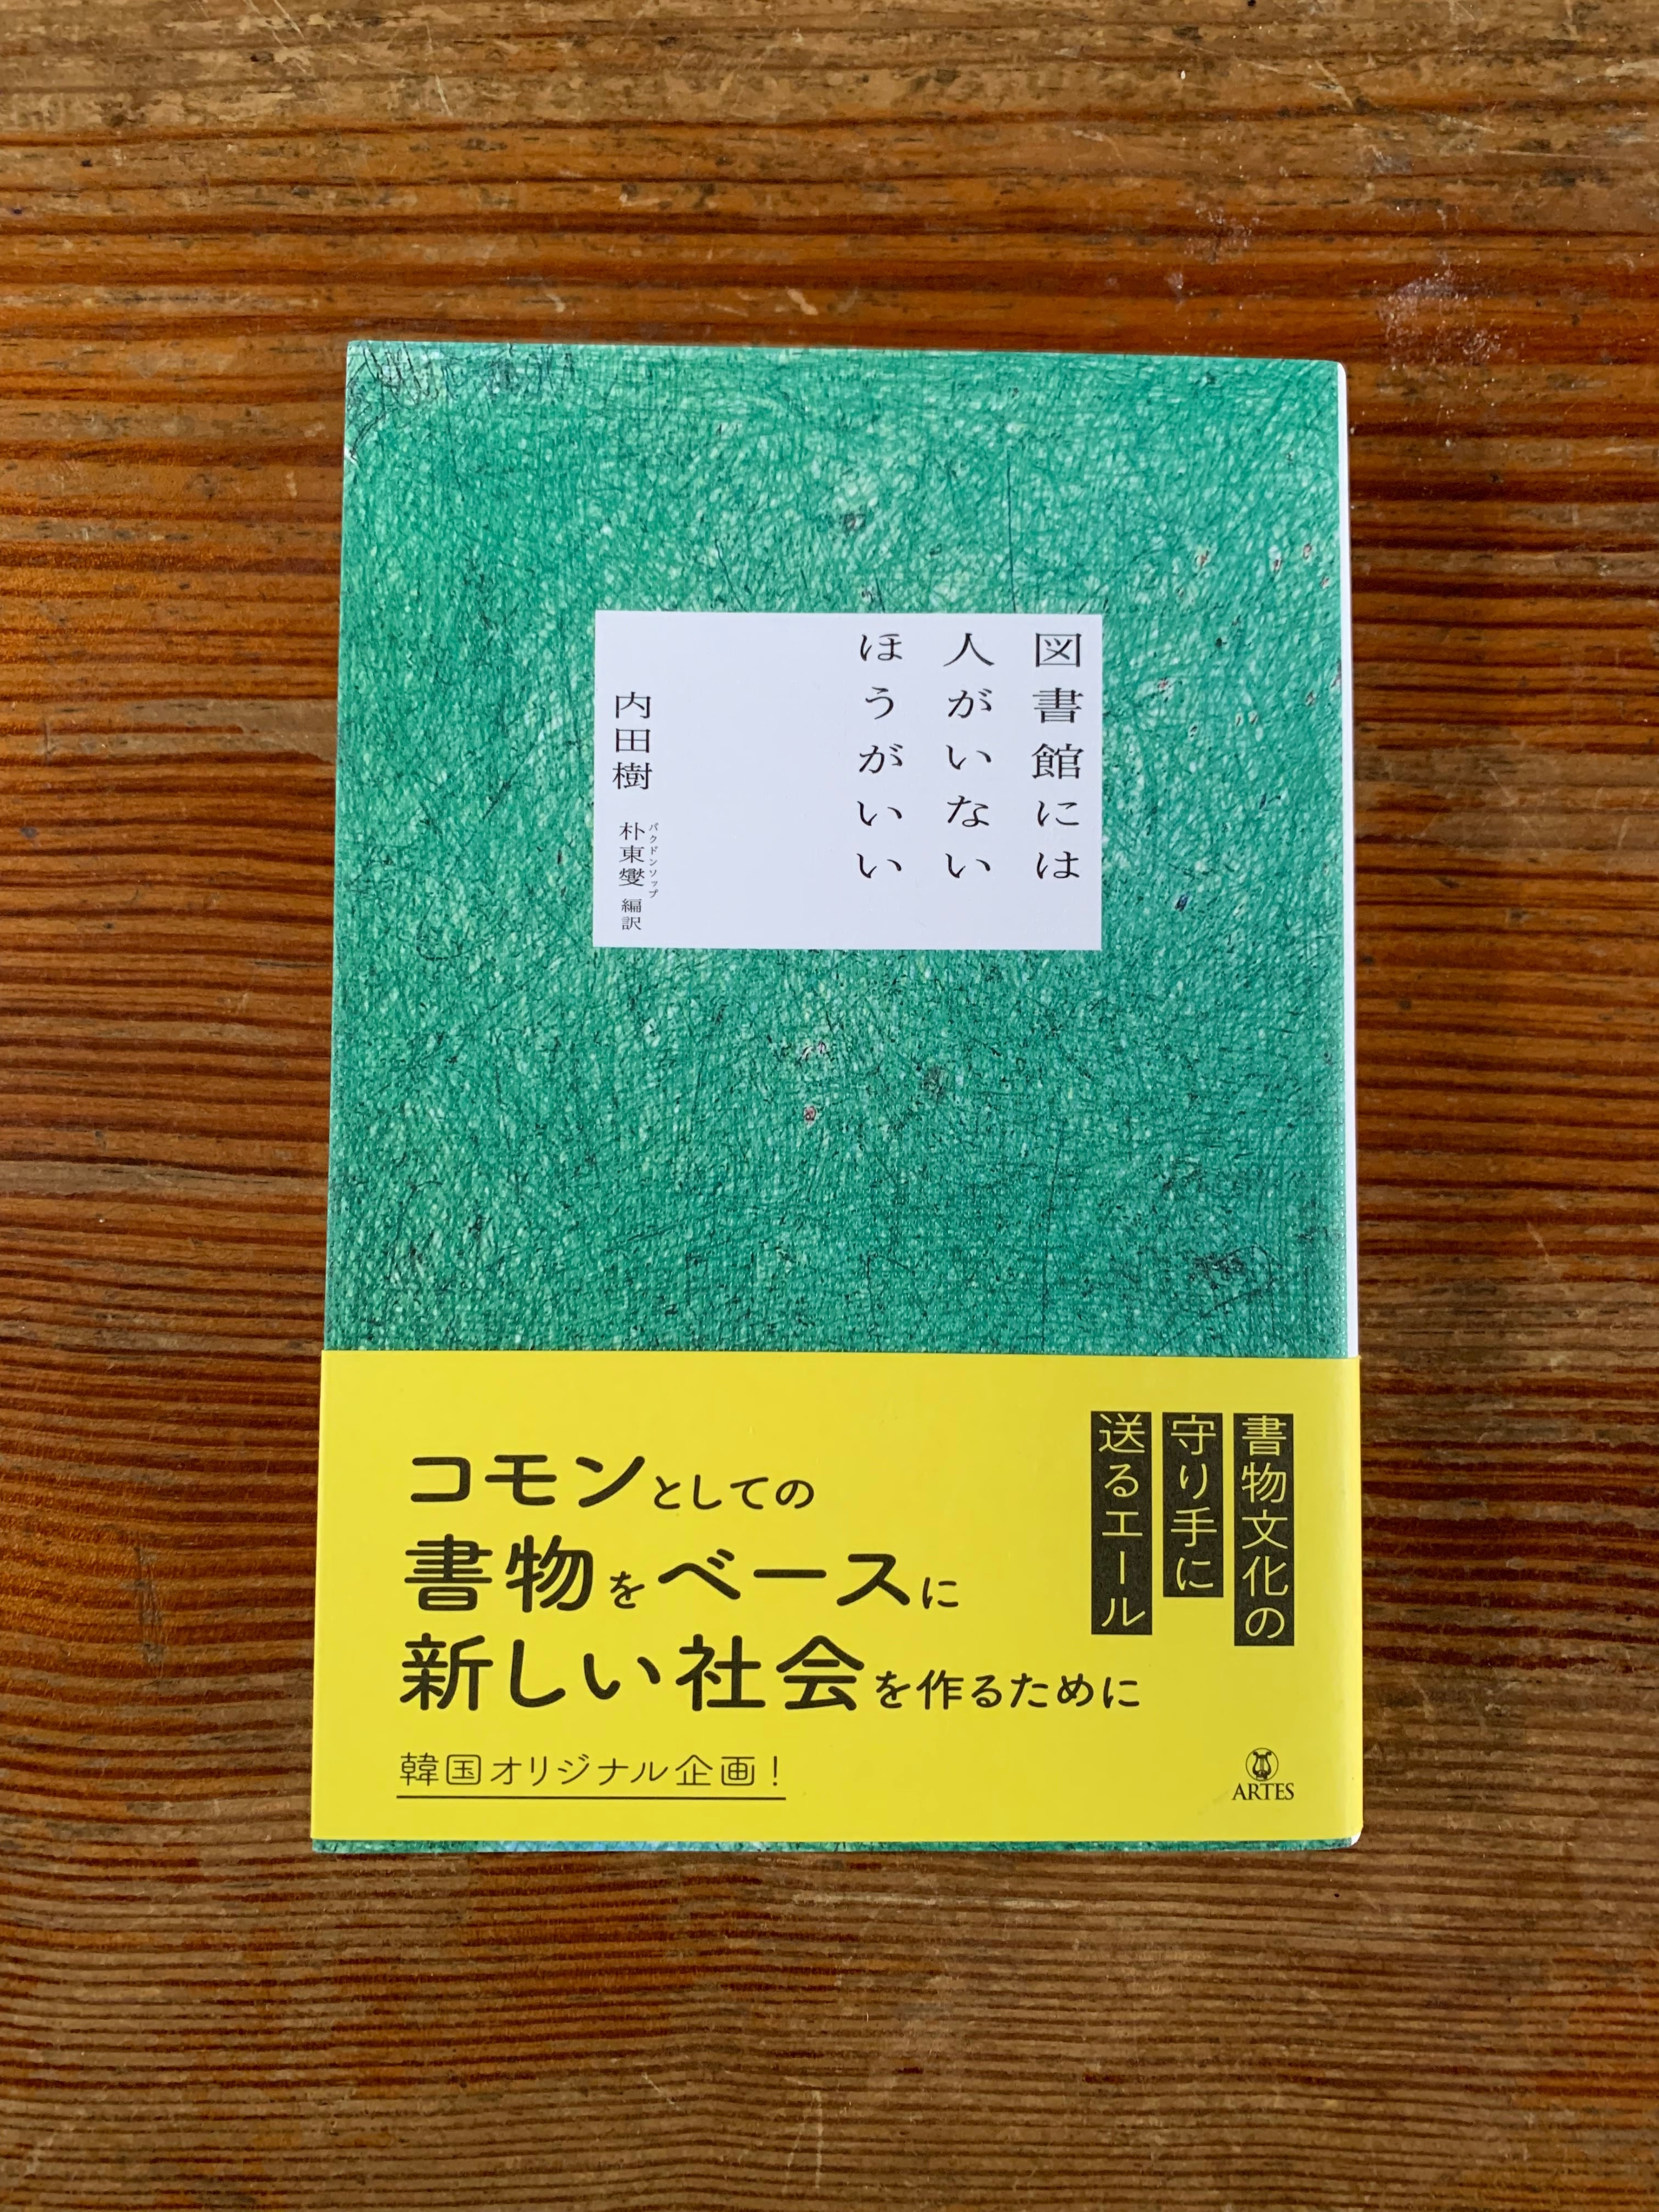 図書館には
人がいない
ほうがいい
内田樹
朴東燮 編訳
パクドンソップ
書物文化の
守り手に
送るエール
コモンとしての
書物をベースに
新しい社会を作るために
韓国オリジナル企画！
ARTES